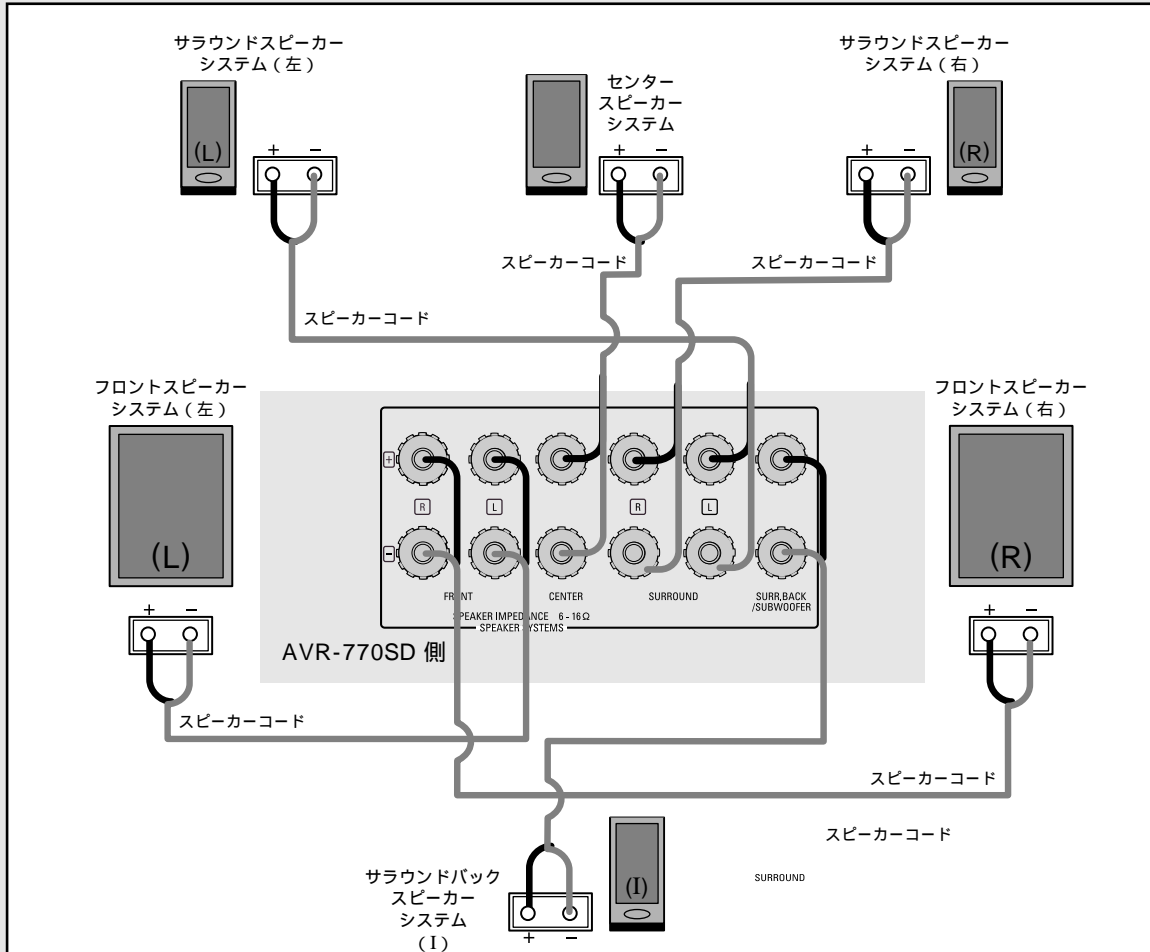 サラウンドスピーカー
システム（左）
センター
スピーカー
システム
サラウンドスピーカー
システム（右）
(L)
+ −
+ −
+ −
(R)
スピーカーコード
スピーカーコード
スピーカーコード
フロントスピーカー
システム（左）
フロントスピーカー
システム（右）
+
R L R L
−
(L)
(R)
FRONT CENTER SURROUND SURR,BACK
/SUBWOOFER
SPEAKER IMPEDANCE 6 - 16Ω
SPEAKER SYSTEMS
+ −
+ −
AVR-770SD 側
スピーカーコード
スピーカーコード
スピーカーコード
サラウンドバック
スピーカー
システム
（I）
(I)
SURROUND
+ −